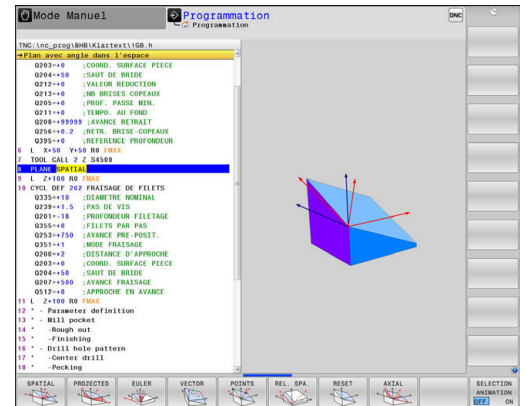 Mode Manuel
Programmation
Programmation
DNC
TNC:\nc_prog\BHB\Klartext\1GB.h
→Plan avec angle dans l'espace
Q203=+0 ;COORD. SURFACE PIECE
Q204=+50 ;SAUT DE BRIDE
Q212=+0 ;VALEUR REDUCTION
Q213=+0 ;NB BRISES COPEAUX
Q205=+0 ;PROF. PASSE MIN.
Q211=+0 ;TEMPO. AU FOND
Q208=+99999 ;AVANCE RETRAIT
Q256=+0.2 ;RETR. BRISE-COPEAUX
Q395=+0 ;REFERENCE PROFONDEUR
6 L X+50 Y+50 R0 FMAX
7 TOOL CALL 2 Z S4500
8 PLANE SPATIAL
9 L Z+100 R0 FMAX
10 CYCL DEF 262 FRAISAGE DE FILETS
Q335=+10 ;DIAMETRE NOMINAL
Q239=+1.5 ;PAS DE VIS
Q201=-18 ;PROFONDEUR FILETAGE
Q355=+0 ;FILETS PAR PAS
Q253=+750 ;AVANCE PRE-POSIT.
Q351=+1 ;MODE FRAISAGE
Q200=+2 ;DISTANCE D'APPROCHE
Q203=+0 ;COORD. SURFACE PIECE
Q204=+50 ;SAUT DE BRIDE
Q207=+500 ;AVANCE FRAISAGE
Q512=+0 ;APPROCHE EN AVANCE
11 L Z+100 R0 FMAX
12 * - Parameter definition
13 * - Mill pocket
14 * -Rough out
15 * -Finishing
16 * - Drill hole pattern
17 * -Center drill
18 * -Pecking
SPATIAL PROJECTED EULER VECTOR POINTS REL. SPA. RESET AXIAL
SELECTION
ANIMATION
OFF ON